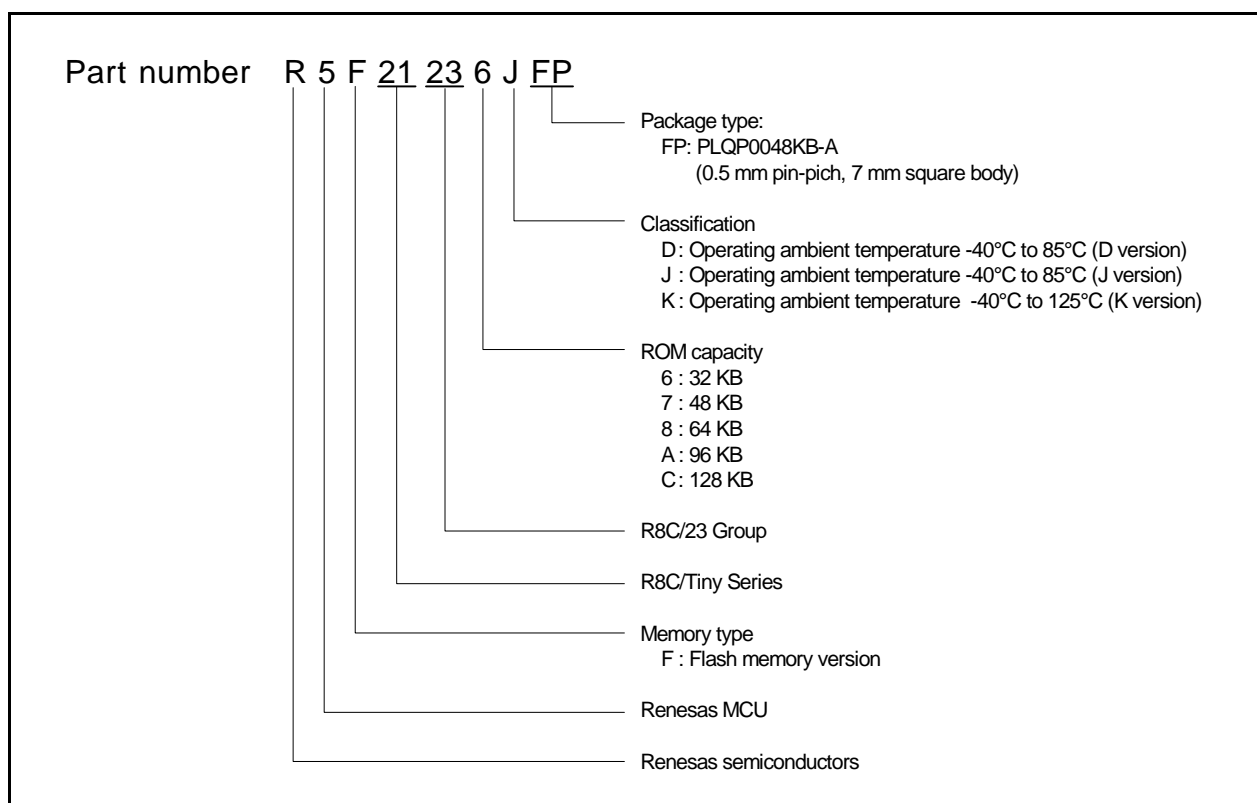 Part number R 5 F 21 23 6 J FP
Package type:
FP: PLQP0048KB-A
(0.5 mm pin-pich, 7 mm square body)
Classification
D: Operating ambient temperature -40°C to 85°C (D version)
J : Operating ambient temperature -40°C to 85°C (J version)
K : Operating ambient temperature -40°C to 125°C (K version)
ROM capacity
6 : 32 KB
7 : 48 KB
8 : 64 KB
A : 96 KB
C : 128 KB
R8C/23 Group
R8C/Tiny Series
Memory type
F : Flash memory version
Renesas MCU
Renesas semiconductors